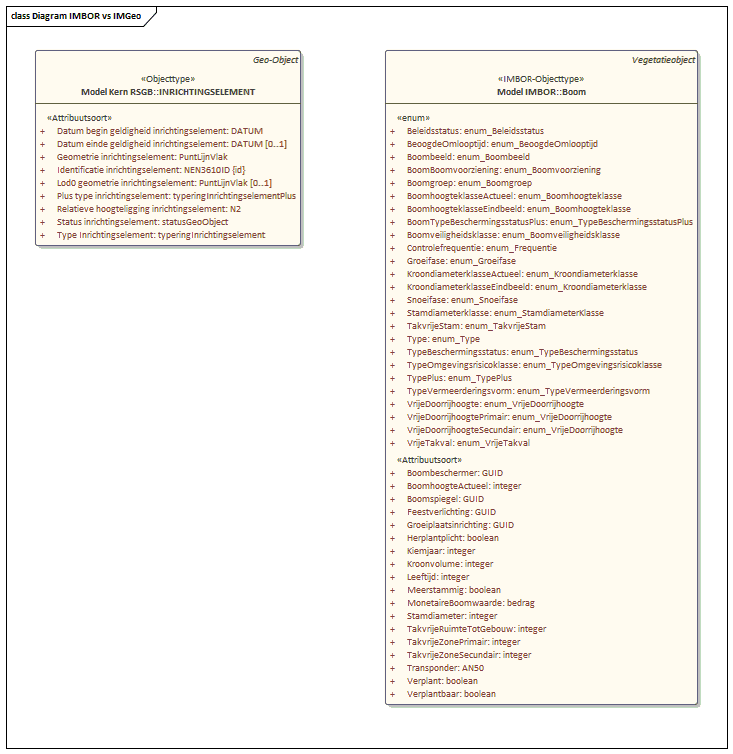 class Diagram IMBOR vs IMGeo
Geo-Object
«Objecttype»
Model Kern RSGB::INRICHTINGSELEMENT
«Attribuutsoort»
+ Datum begin geldigheid inrichtingselement: DATUM
+ Datum einde geldigheid inrichtingselement: DATUM [0..1]
+ Geometrie inrichtingselement: PuntLijnVlak
+ Identificatie inrichtingselement: NEN3610ID {id}
+ Lod0 geometrie inrichtingselement: PuntLijnVlak [0..1]
+ Plus type inrichtingselement: typeringInrichtingselementPlus
+ Relatieve hoogteligging inrichtingselement: N2
+ Status inrichtingselement: statusGeoObject
+ Type Inrichtingselement: typeringInrichtingselement
Vegetatieobject
«IMBOR-Objecttype»
Model IMBOR::Boom
«enum»
+ Beleidsstatus: enum_Beleidsstatus
+ BeoogdeOmlooptijd: enum_BeoogdeOmlooptijd
+ Boombeeld: enum_Boombeeld
+ BoomBoomvoorziening: enum_Boomvoorziening
+ Boomgroep: enum_Boomgroep
+ BoomhoogteklasseActueel: enum_Boomhoogteklasse
+ BoomhoogteklasseEindbeeld: enum_Boomhoogteklasse
+ BoomTypeBeschermingsstatusPlus: enum_TypeBeschermingsstatusPlus
+ Boomveiligheidsklasse: enum_Boomveiligheidsklasse
+ Controlefrequentie: enum_Frequentie
+ Groeifase: enum_Groeifase
+ KroondiameterklasseActueel: enum_Kroondiameterklasse
+ KroondiameterklasseEindbeeld: enum_Kroondiameterklasse
+ Snoeifase: enum_Snoeifase
+ Stamdiameterklasse: enum_StamdiameterKlasse
+ TakvrijeStam: enum_TakvrijeStam
+ Type: enum_Type
+ TypeBeschermingsstatus: enum_TypeBeschermingsstatus
+ TypeOmgevingsrisicoklasse: enum_TypeOmgevingsrisicoklasse
+ TypePlus: enum_TypePlus
+ TypeVermeerderingsvorm: enum_TypeVermeerderingsvorm
+ VrijeDoorrijhoogte: enum_VrijeDoorrijhoogte
+ VrijeDoorrijhoogtePrimair: enum_VrijeDoorrijhoogte
+ VrijeDoorrijhoogteSecundair: enum_VrijeDoorrijhoogte
+ VrijeTakval: enum_VrijeTakval
«Attribuutsoort»
+ Boombeschermer: GUID
+ BoomhoogteActueel: integer
+ Boomspiegel: GUID
+ Feestverlichting: GUID
+ Groeiplaatsinrichting: GUID
+ Herplantplicht: boolean
+ Kiemjaar: integer
+ Kroonvolume: integer
+ Leeftijd: integer
+ Meerstammig: boolean
+ MonetaireBoomwaarde: bedrag
+ Stamdiameter: integer
+ TakvrijeRuimteTotGebouw: integer
+ TakvrijeZonePrimair: integer
+ TakvrijeZoneSecundair: integer
+ Transponder: AN50
+ Verplant: boolean
+ Verplantbaar: boolean